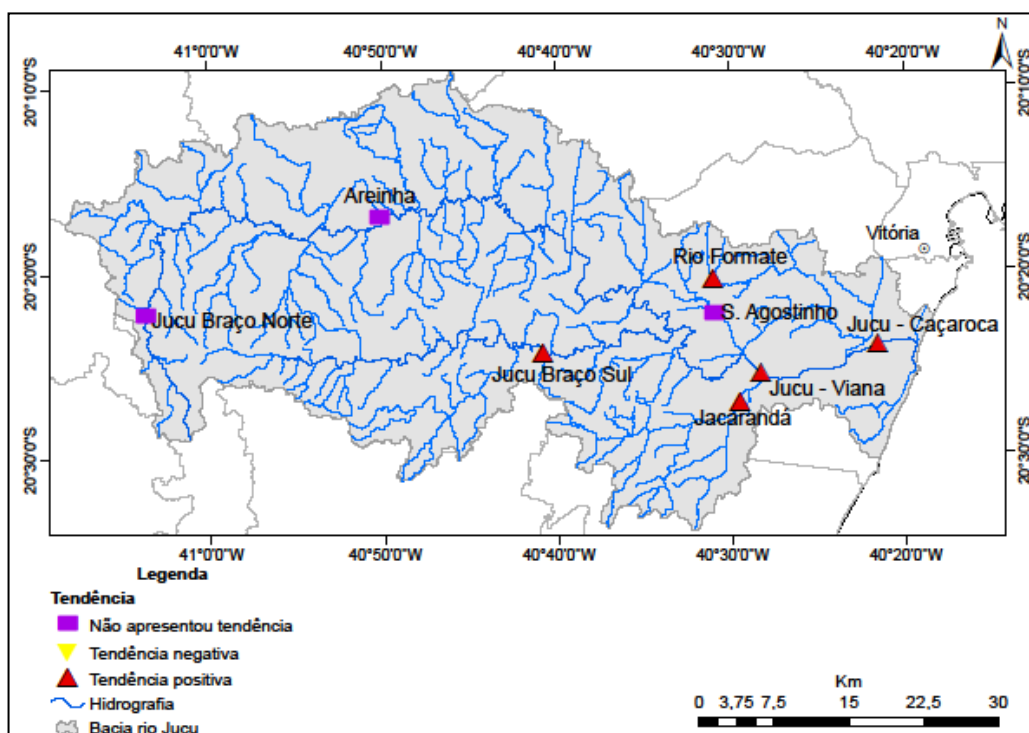 N
41°0'0"W 40°50'0"W 40°40'0"W 40°30'0"W 40°20'0"W
20°10'0"S 20°10'0"S
Areinha
Vitória
Rio Formate
20°20'0"S 20°20'0"S
Jucu Braço Norte
S. Agostinho
Jucu - Caçaroca
Jucu Braço Sul
Jucu - Viana
Jacarandá
20°30'0"S 20°30'0"S
41°0'0"W 40°50'0"W 40°40'0"W 40°30'0"W 40°20'0"W
Legenda
Tendência
Não apresentou tendência
Tendência negativa
Tendência positiva
Hidrografia
Bacia rio Jucu
Km
0 3,75 7,5 15 22,5 30